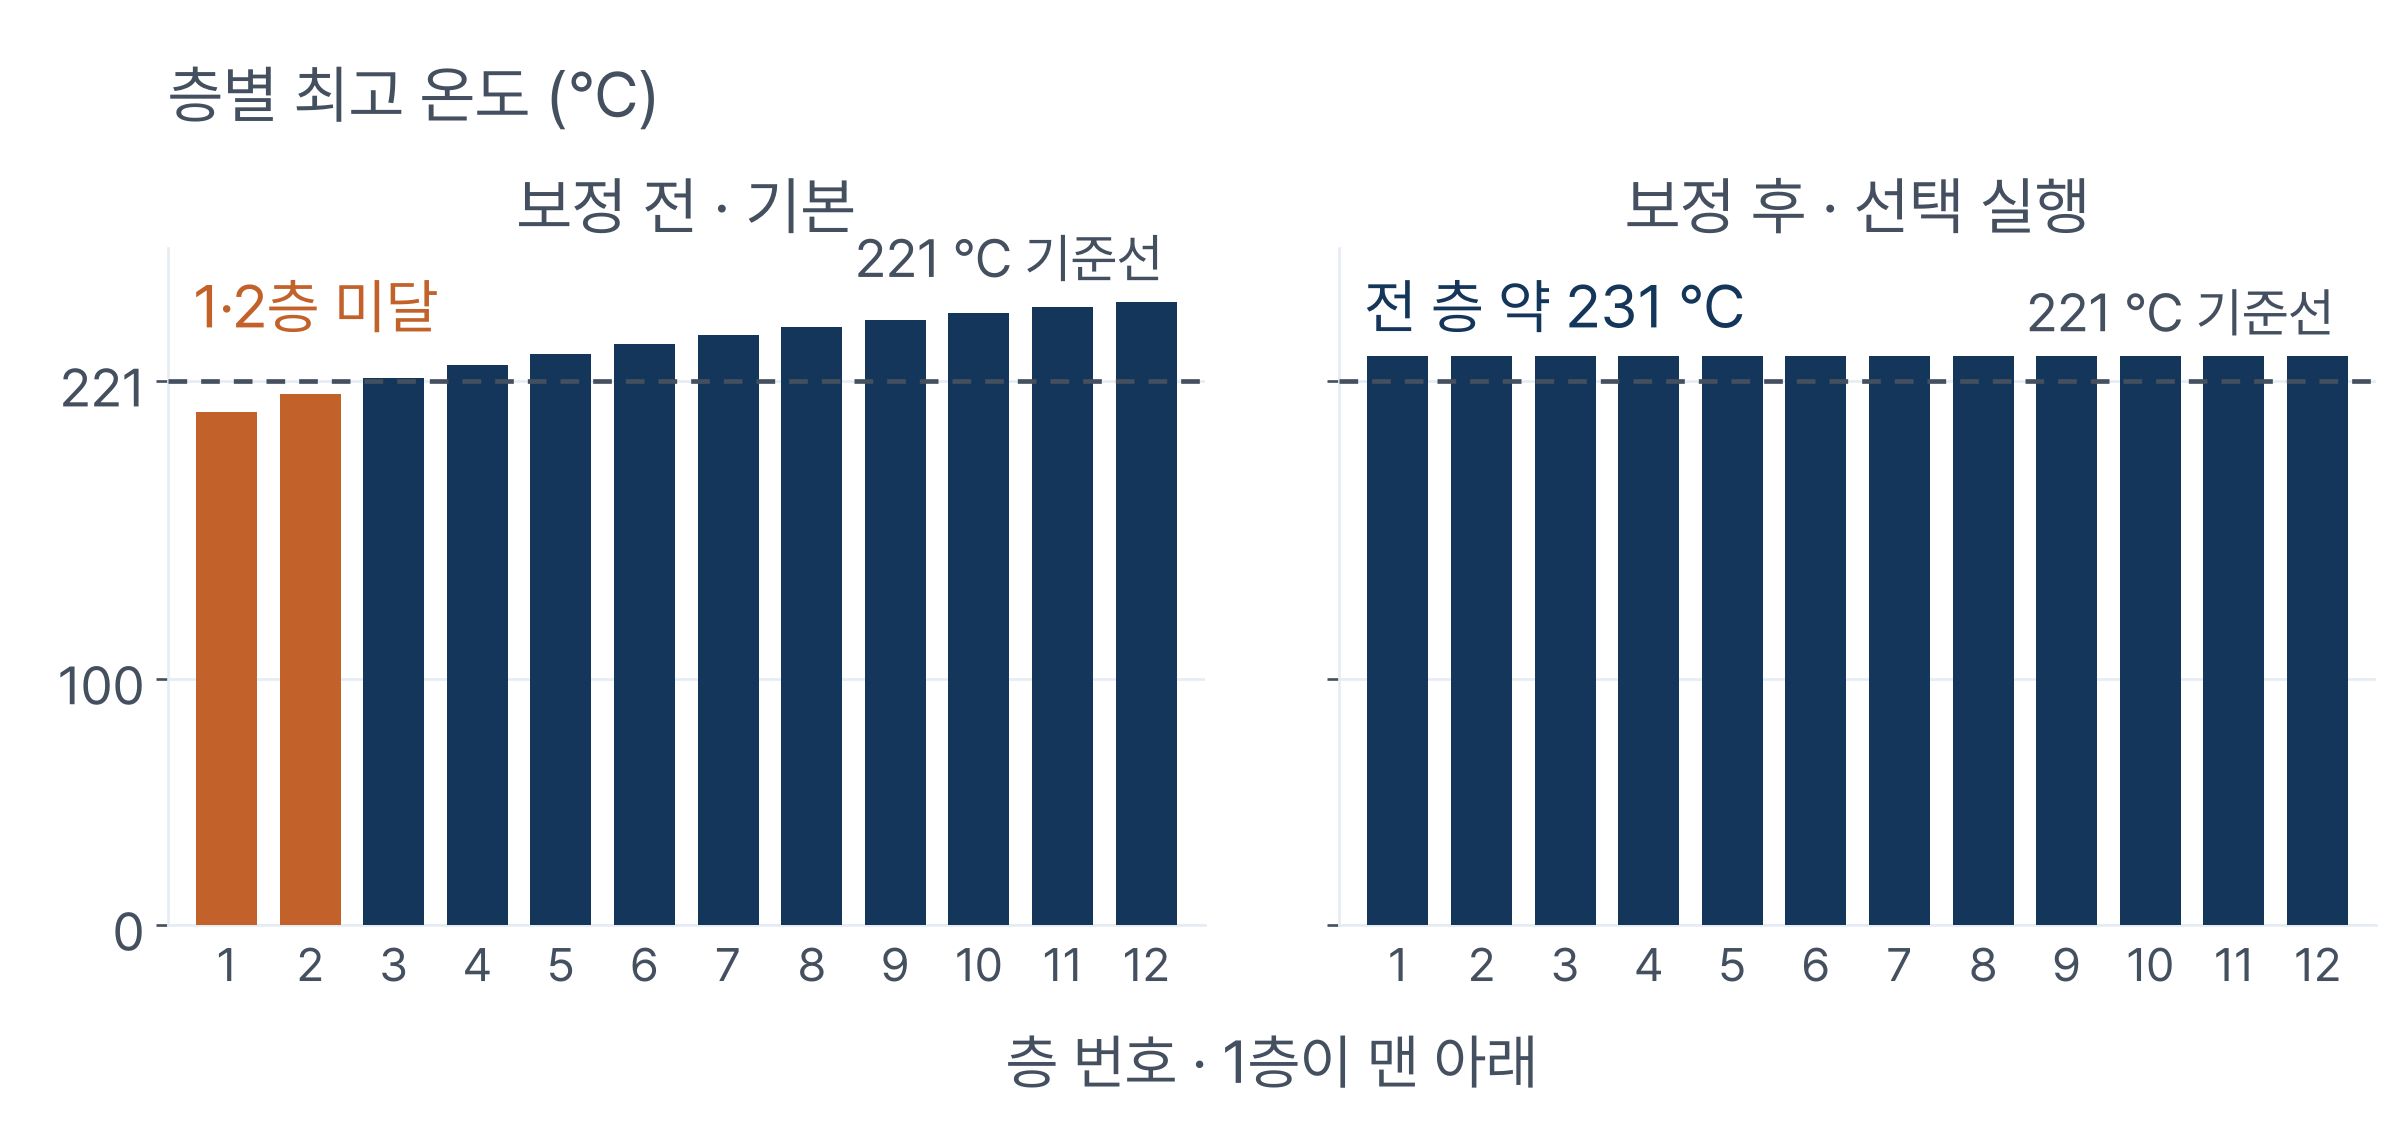 층별 최고 온도 (°C)
보정 전 · 기본
221 °C 기준선
1·2층 미달
221
100
0
1 2 3 4 5 6 7 8 9 10 11 12
보정 후 · 선택 실행
전 층 약 231 °C
221 °C 기준선
1 2 3 4 5 6 7 8 9 10 11 12
층 번호 · 1층이 맨 아래